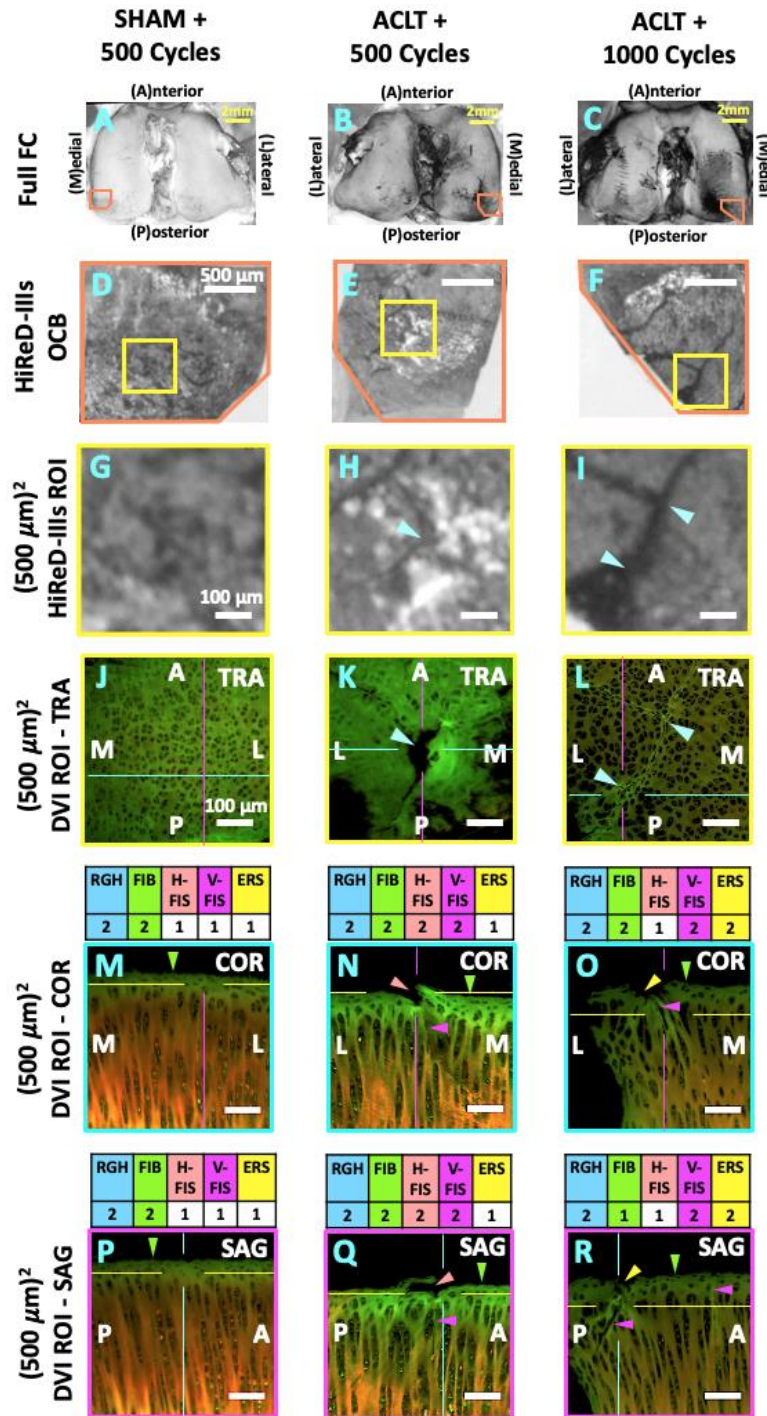 SHAM +
500 Cycles
ACLT +
500 Cycles
ACLT +
1000 Cycles
Full FC
(A)nterior
A
2mm
(M)edial
(L)ateral
(P)osterior
(A)nterior
B
2mm
(L)ateral
(M)edial
(P)osterior
(A)nterior
C
2mm
(L)ateral
(M)edial
(P)osterior
HiReD-IIIs
OCB
D
500 μm
E
F
(500 μm)²
HiReD-IIIs ROI
G
100 μm
H
I
(500 μm)²
DVI ROI - TRA
J A TRA
M L
P 100 μm
K A TRA
L M
P
L A TRA
L M
P
RGH FIB H-FIS V-FIS ERS
2 2 1 1 1
RGH FIB H-FIS V-FIS ERS
2 2 2 2 1
RGH FIB H-FIS V-FIS ERS
2 2 1 2 2
(500 μm)²
DVI ROI - COR
M COR
M L
N COR
L M
O COR
L M
RGH FIB H-FIS V-FIS ERS
2 2 1 1 1
RGH FIB H-FIS V-FIS ERS
2 2 2 2 1
RGH FIB H-FIS V-FIS ERS
2 1 1 2 2
(500 μm)²
DVI ROI - SAG
P SAG
P A
Q SAG
P A
R SAG
P A